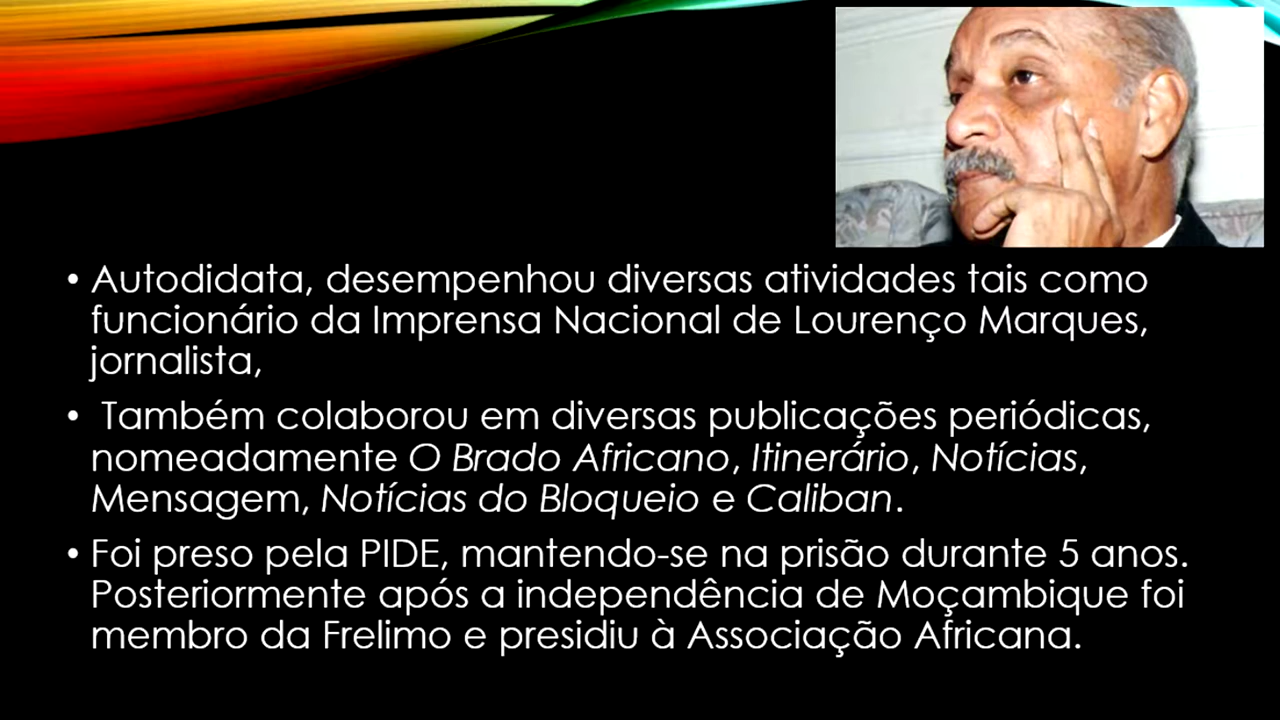 • Autodidata, desempenhou diversas atividades tais como
funcionário da Imprensa Nacional de Lourenço Marques,
jornalista,
• Também colaborou em diversas publicações periódicas,
nomeadamente O Brado Africano, Itinerário, Notícias,
Mensagem, Notícias do Bloqueio e Caliban.
• Foi preso pela PIDE, mantendo-se na prisão durante 5 anos.
Posteriormente após a independência de Moçambique foi
membro da Frelimo e presidiu à Associação Africana.